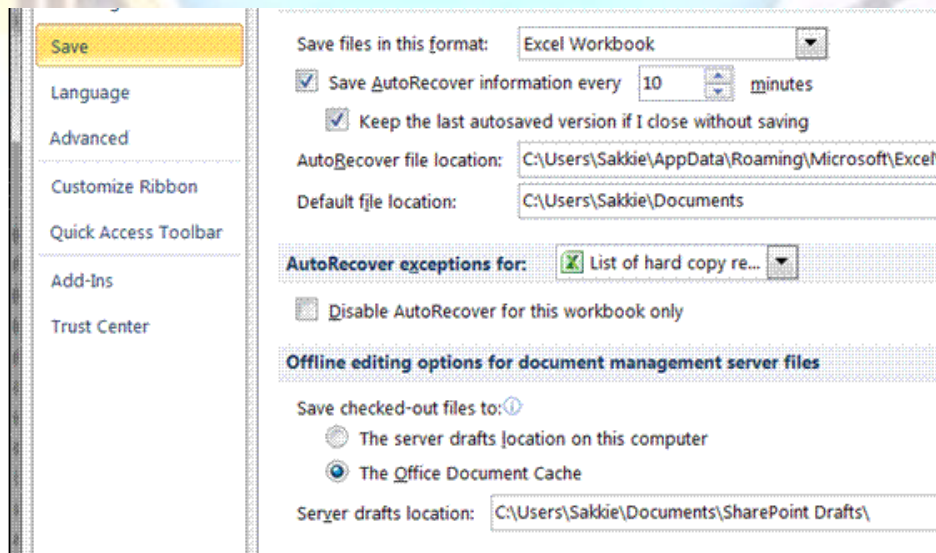 Save
Language
Advanced
Customize Ribbon
Quick Access Toolbar
Add-Ins
Trust Center
Save files in this format: Excel Workbook
Save AutoRecover information every 10 minutes
Keep the last autosaved version if I close without saving
AutoRecover file location: C:\Users\Sakkie\AppData\Roaming\Microsoft\Excel\
Default file location: C:\Users\Sakkie\Documents
AutoRecover exceptions for: List of hard copy re...
Disable AutoRecover for this workbook only
Offline editing options for document management server files
Save checked-out files to:
The server drafts location on this computer
The Office Document Cache
Server drafts location: C:\Users\Sakkie\Documents\SharePoint Drafts\